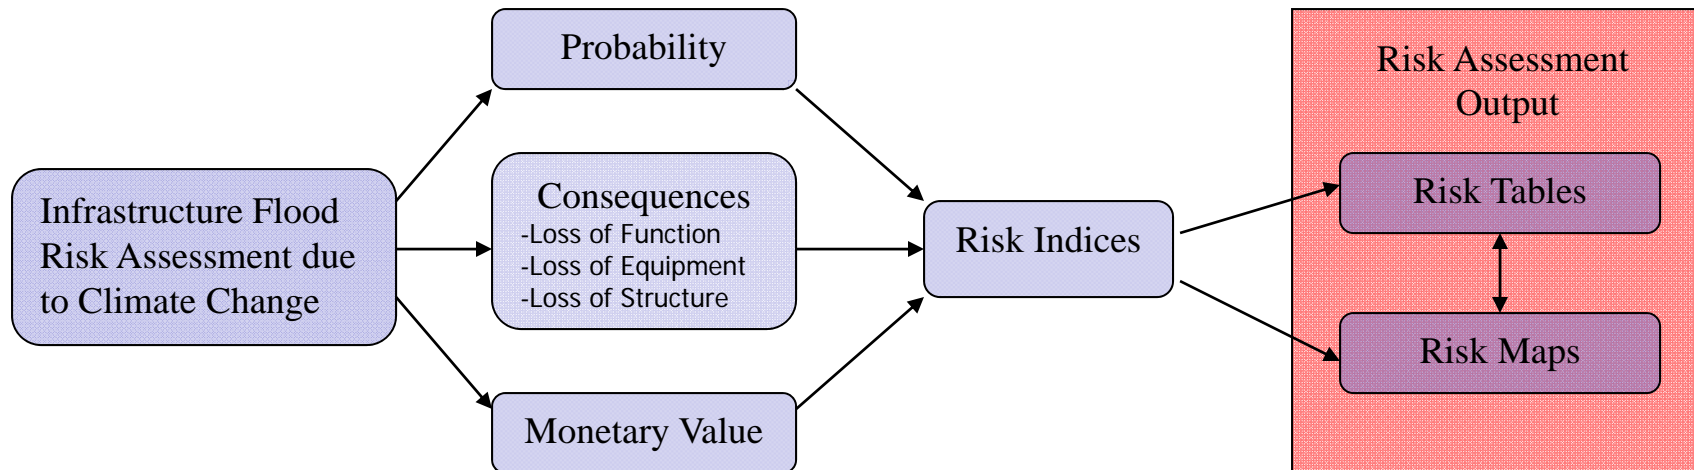 Infrastructure Flood
Risk Assessment due
to Climate Change
Probability
Consequences
-Loss of Function
-Loss of Equipment
-Loss of Structure
Monetary Value
Risk Indices
Risk Assessment
Output
Risk Tables
Risk Maps